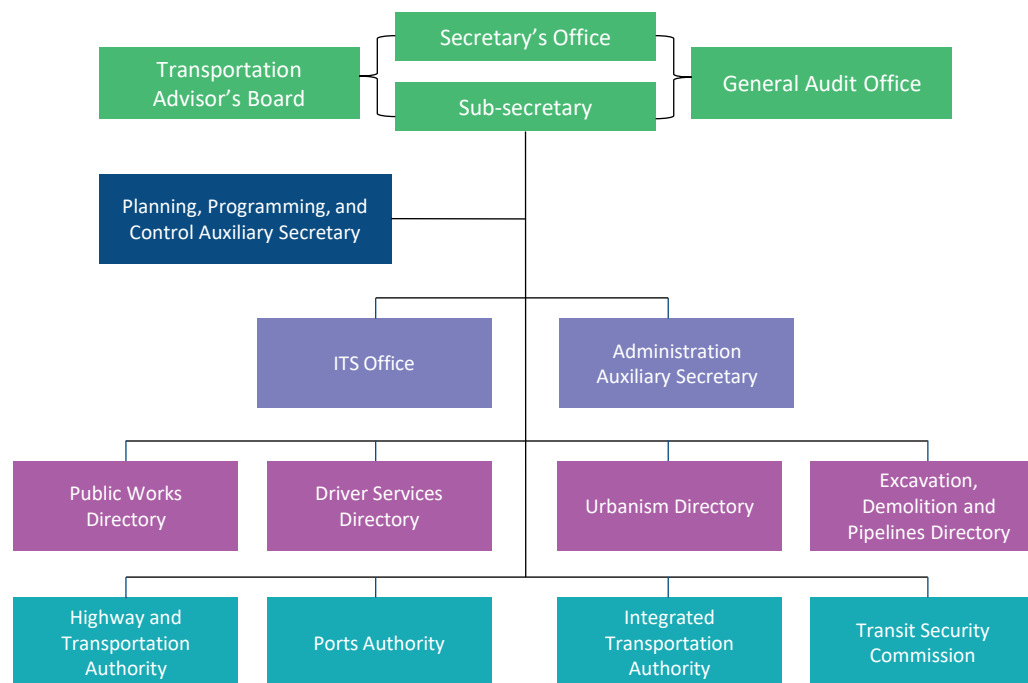 Secretary's Office
Transportation
Advisor's Board
General Audit Office
Sub-secretary
Planning, Programming, and
Control Auxiliary Secretary
ITS Office
Administration
Auxiliary Secretary
Public Works
Directory
Driver Services
Directory
Urbanism Directory
Excavation,
Demolition and
Pipelines Directory
Highway and
Transportation
Authority
Ports Authority
Integrated
Transportation
Authority
Transit Security
Commission